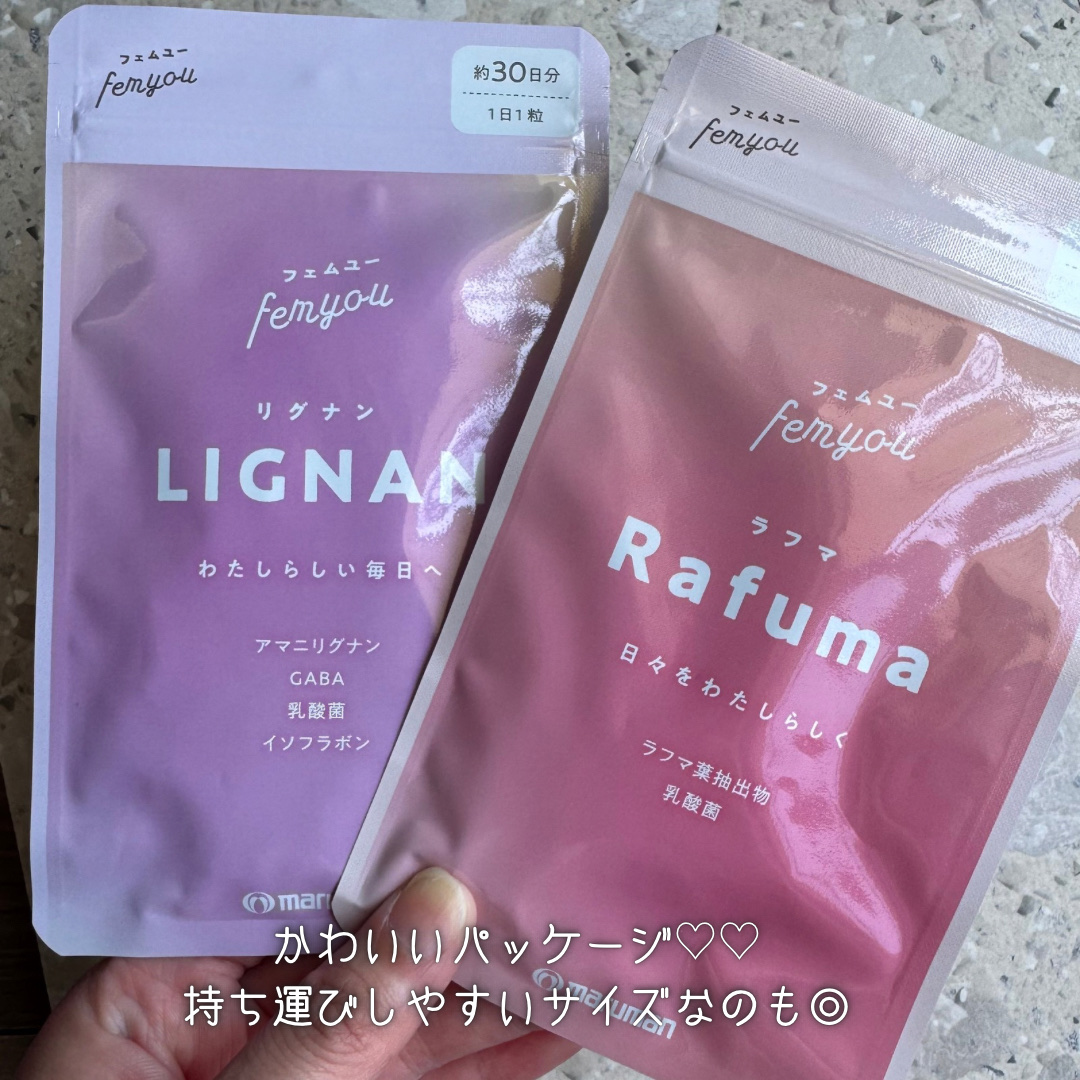 フェムユー
femyou
約30日分
1日1粒
フェムユー
femyou
リグナン
LIGNAN
わたしらしい毎日へ
アマニリグナン
GABA
乳酸菌
イソフラボン
フェムユー
femyou
フェムユー
femyou
ラフマ
Rafuma
日々をわたしらしく
ラフマ葉抽出物
乳酸菌
maruman
かわいいパッケージ♡♡
持ち運びしやすいサイズなのも◎